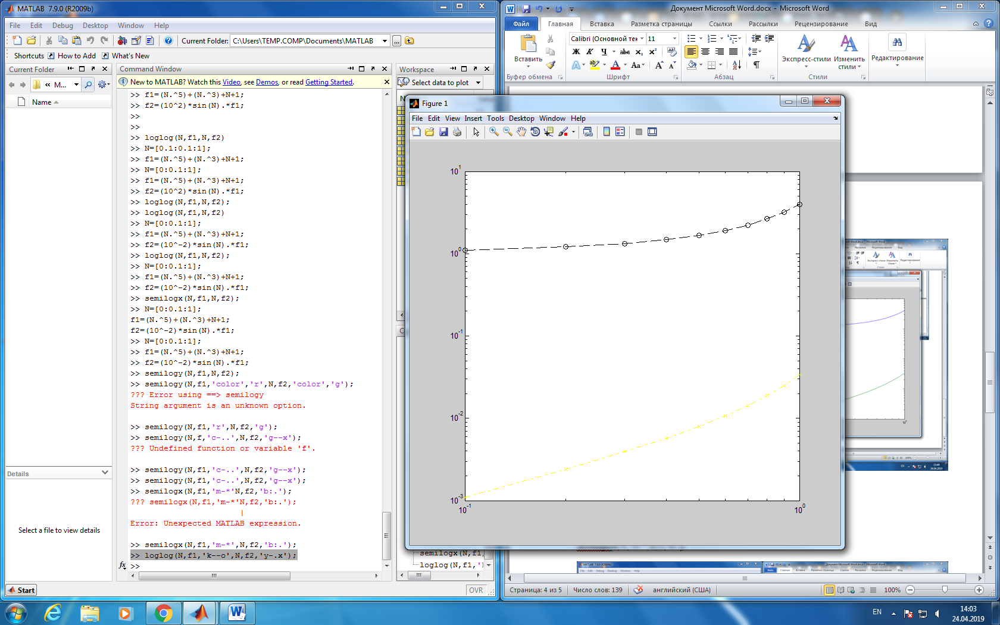 MATLAB 7.9.0 (R2009b)
File Edit Debug Desktop Window Help
Current Folder: C:\Users\TEMP.COMP\Documents\MATLAB
Shortcuts How to Add What's New
Current Folder
« M...
Name
Details
Select a file to view details
Command Window
New to MATLAB? Watch this Video, see Demos, or read Getting Started.
>> f1=(N.^5)+(N.^3)+N+1;
>> f2=(10^2)*sin(N).*f1;
>>
>>
>> loglog(N,f1,N,f2)
>> N=[0.1:0.1:1];
>> f1=(N.^5)+(N.^3)+N+1;
>> N=[0:0.1:1];
>> f1=(N.^5)+(N.^3)+N+1;
>> f2=(10^2)*sin(N).*f1;
>> loglog(N,f1,N,f2);
>> loglog(N,f1,N,f2)
>> N=[0:0.1:1];
>> f1=(N.^5)+(N.^3)+N+1;
>> f2=(10^-2)*sin(N).*f1;
>> loglog(N,f1,N,f2);
>> N=[0:0.1:1];
>> f1=(N.^5)+(N.^3)+N+1;
>> f2=(10^-2)*sin(N).*f1;
>> semilogx(N,f1,N,f2);
>> N=[0:0.1:1];
f1=(N.^5)+(N.^3)+N+1;
f2=(10^-2)*sin(N).*f1;
>> N=[0:0.1:1];
>> f1=(N.^5)+(N.^3)+N+1;
>> f2=(10^-2)*sin(N).*f1;
>> semilogy(N,f1,N,f2);
>> semilogy(N,f1,'color','r',N,f2,'color','g');
??? Error using ==> semilogy
String argument is an unknown option.
>> semilogy(N,f1,'r',N,f2,'g');
>> semilogy(N,f,'c-..',N,f2,'g--x');
??? Undefined function or variable 'f'.
>> semilogy(N,f1,'c-..',N,f2,'g--x');
>> semilogy(N,f1,'c-..',N,f2,'g--x');
>> semilogx(N,f1,'m-*'N,f2,'b:.');
??? semilogx(N,f1,'m-*'N,f2,'b:.');
|
Error: Unexpected MATLAB expression.
>> semilogx(N,f1,'m-*',N,f2,'b:.');
>> loglog(N,f1,'k--o',N,f2,'y-.x');
fx >>
Start
OVR
Workspace
Select data to plot
N
C
semilogx(N,f1,
loglog(N,f1,'
Figure 1
File Edit View Insert Tools Desktop Window Help
10^1
10^0
10^-1
10^-2
10^-3
10^-1
10^0
Документ Microsoft Word.docx - Microsoft Word
Файл Главная Вставка Разметка страницы Ссылки Рассылки Рецензирование Вид
Вставить
Буфер обмена
Calibri (Основной тек 11
Ж К Ч abc x₂ x²
A ab A Aa A A
Шрифт
Абзац
Экспресс-стили
Изменить стили
Стили
Редактирование
Страница: 4 из 5 Число слов: 139 английский (США) 100%
EN
14:03
24.04.2019